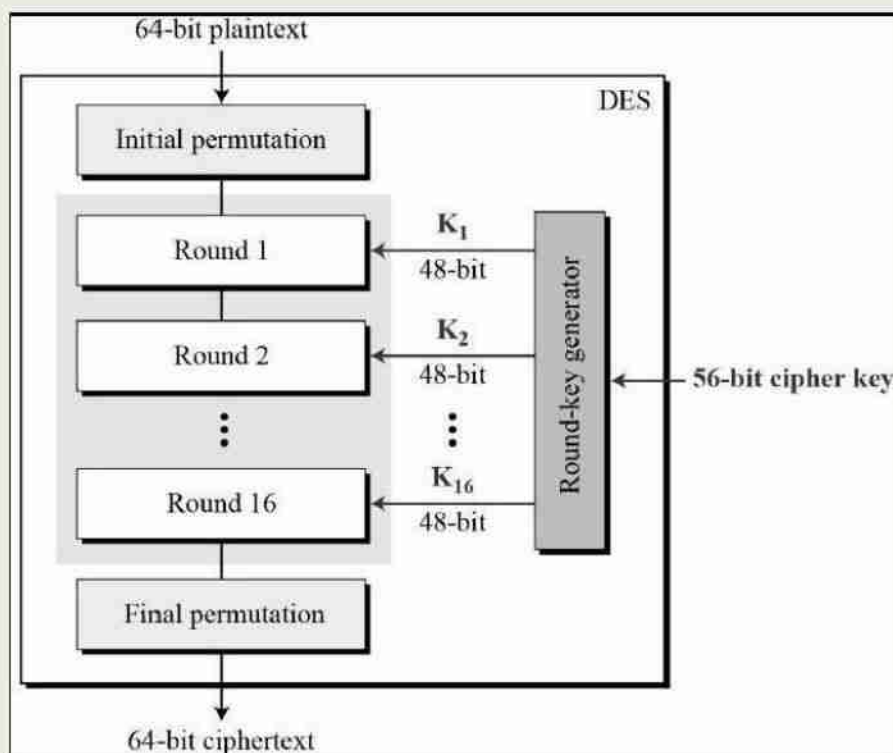 64-bit plaintext
DES
Initial permutation
Round 1
K1
48-bit
Round 2
K2
48-bit
Round-key generator
56-bit cipher key
Round 16
K16
48-bit
Final permutation
64-bit ciphertext